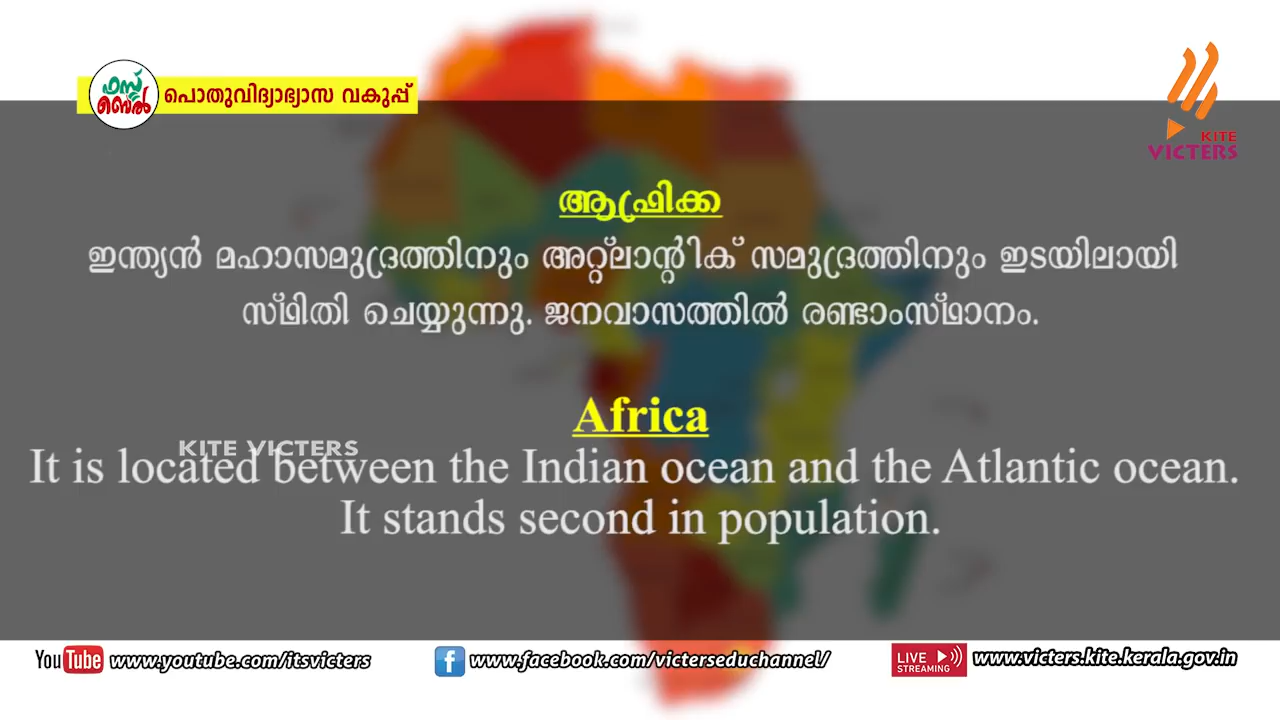 ഫസ്റ്റ് ബെൽ
പൊതുവിദ്യാഭ്യാസ വകുപ്പ്
KITE
VICTERS
ആഫ്രിക്ക
ഇന്ത്യൻ മഹാസമുദ്രത്തിനും അറ്റ്ലാന്റിക് സമുദ്രത്തിനും ഇടയിലായി
സ്ഥിതി ചെയ്യുന്നു. ജനവാസത്തിൽ രണ്ടാംസ്ഥാനം.
Africa
KITE VICTERS
It is located between the Indian ocean and the Atlantic ocean.
It stands second in population.
YouTube www.youtube.com/itsvicters
f www.facebook.com/victerseduchannel/
LIVE STREAMING www.victers.kite.kerala.gov.in